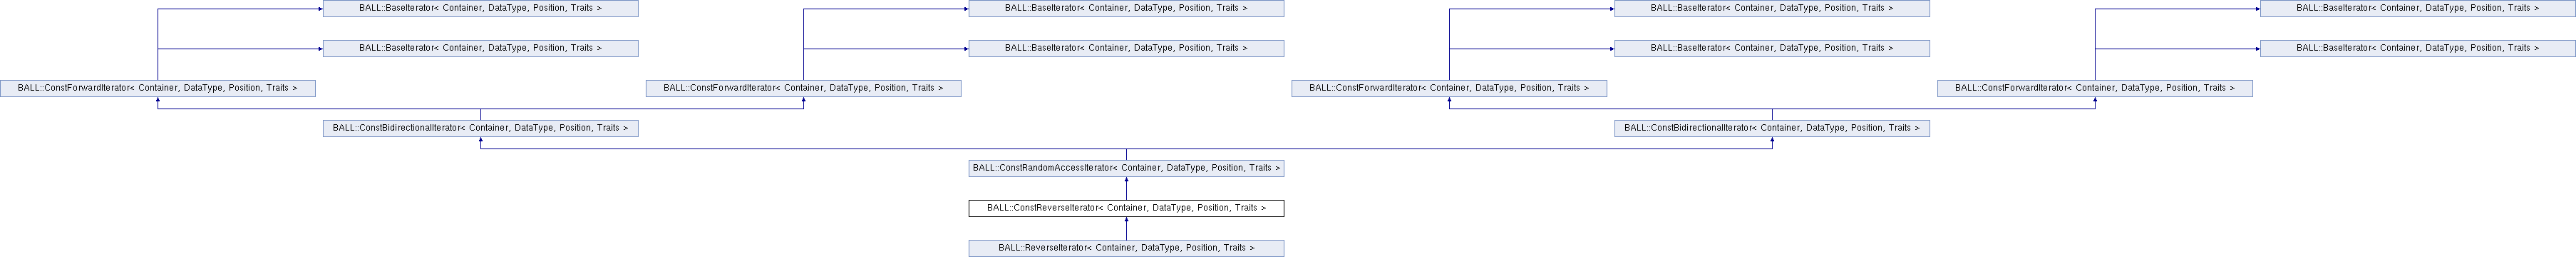 BALL::BaseIterator< Container, DataType, Position, Traits >
BALL::BaseIterator< Container, DataType, Position, Traits >
BALL::BaseIterator< Container, DataType, Position, Traits >
BALL::BaseIterator< Container, DataType, Position, Traits >
BALL::BaseIterator< Container, DataType, Position, Traits >
BALL::BaseIterator< Container, DataType, Position, Traits >
BALL::BaseIterator< Container, DataType, Position, Traits >
BALL::BaseIterator< Container, DataType, Position, Traits >
BALL::ConstForwardIterator< Container, DataType, Position, Traits >
BALL::ConstForwardIterator< Container, DataType, Position, Traits >
BALL::ConstForwardIterator< Container, DataType, Position, Traits >
BALL::ConstForwardIterator< Container, DataType, Position, Traits >
BALL::ConstBidirectionalIterator< Container, DataType, Position, Traits >
BALL::ConstBidirectionalIterator< Container, DataType, Position, Traits >
BALL::ConstRandomAccessIterator< Container, DataType, Position, Traits >
BALL::ConstReverseIterator< Container, DataType, Position, Traits >
BALL::ReverseIterator< Container, DataType, Position, Traits >